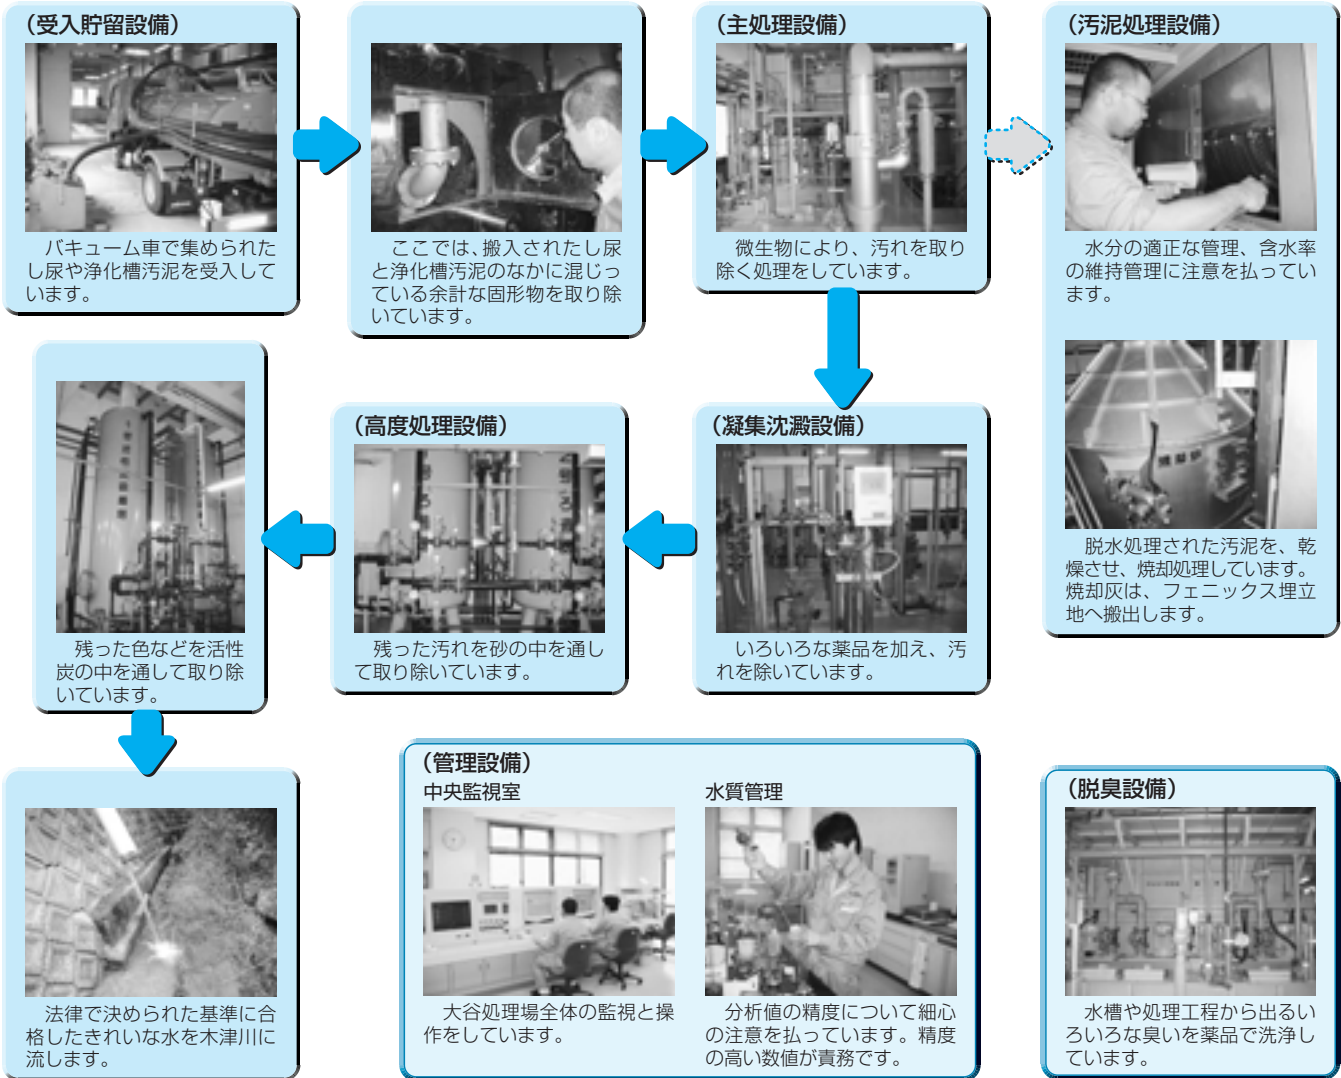 （受入貯留設備）
バキューム車で集められた
し尿や浄化槽汚泥を受入して
います。
ここでは、搬入されたし尿
と浄化槽汚泥のなかに混じっ
ている余計な固形物を取り除
いています。
（主処理設備）
微生物により、汚れを取り
除く処理をしています。
（汚泥処理設備）
水分の適正な管理、含水率
の維持管理に注意を払ってい
ます。
脱水処理された汚泥を、乾
燥させ、焼却処理しています。
焼却灰は、フェニックス埋立
地へ搬出します。
（凝集沈澱設備）
いろいろな薬品を加え、汚
れを除いています。
（高度処理設備）
残った汚れを砂の中を通し
て取り除いています。
残った色などを活性
炭の中を通して取り除
いています。
法律で決められた基準に合
格したきれいな水を木津川に
流します。
（管理設備）
中央監視室
大谷処理場全体の監視と操
作をしています。
水質管理
分析値の精度について細心
の注意を払っています。精度
の高い数値が責務です。
（脱臭設備）
水槽や処理工程から出るい
ろいろな臭いを薬品で洗浄し
ています。